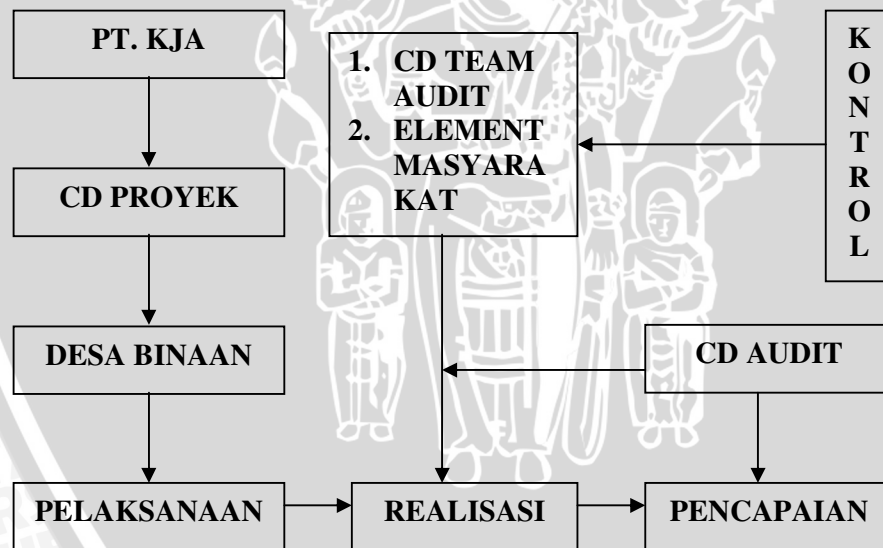 PT. KJA
1. CD TEAM
AUDIT
2. ELEMENT
MASYARA
KAT
K
O
N
T
R
O
L
CD PROYEK
DESA BINAAN
CD AUDIT
PELAKSANAAN
REALISASI
PENCAPAIAN